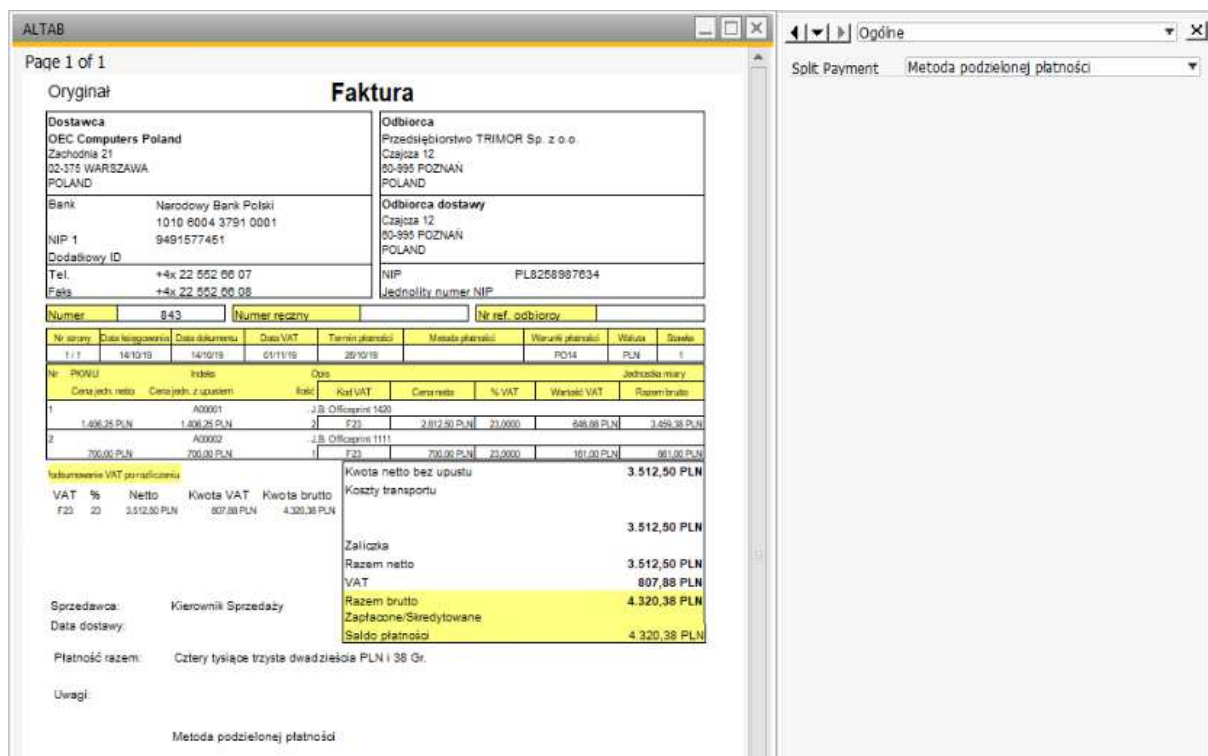 ALTAB
Page 1 of 1
Oryginał
Faktura
Dostawca
OEC Computers Poland
Zachodnia 21
02-375 WARSZAWA
POLAND
Odbiorca
Przedsiębiorstwo TRIMOR Sp. z o.o.
Czajcza 12
60-995 POZNAŃ
POLAND
Bank Narodowy Bank Polski
1010 6004 3791 0001
NIP 1 9491577451
Dodatkowy ID
Odbiorca dostawy
Czajcza 12
60-995 POZNAŃ
POLAND
Tel. +4x 22 552 66 07
Faks +4x 22 552 66 08
NIP PL8258987634
Jednolity numer NIP
Numer 843 Numer ręczny Nr ref. odbiorcy
Nr strony Data księgowania Data dokumentu Data VAT Termin płatności Metoda płatności Warunki płatności Waluta Stawka
1 / 1 14/10/19 14/10/19 01/11/19 28/10/19 PO14 PLN 1
Nr PKWiU Indeks Opis Jednostka miary
Cena jedn. netto Cena jedn. z upustem Ilość Kod VAT Cena netto % VAT Wartość VAT Razem brutto
1 A00001 J.B. Officeprint 1420
1.406,25 PLN 1.406,25 PLN 2 F23 2.812,50 PLN 23,0000 646,88 PLN 3.459,38 PLN
2 A00002 J.B. Officeprint 1111
700,00 PLN 700,00 PLN 1 F23 700,00 PLN 23,0000 161,00 PLN 861,00 PLN
VAT po rozliczeniu
VAT % Netto Kwota VAT Kwota brutto
F23 23 3.512,50 PLN 807,88 PLN 4.320,38 PLN
Kwota netto bez upustu 3.512,50 PLN
Koszty transportu
3.512,50 PLN
Zaliczka
Razem netto 3.512,50 PLN
VAT 807,88 PLN
Razem brutto 4.320,38 PLN
Zapłacone/Skredytowane
Saldo płatności 4 320,38 PLN
Sprzedawca: Kierownik Sprzedaży
Data dostawy:
Płatność razem: Cztery tysiące trzysta dwadzieścia PLN i 38 Gr.
Uwagi:
Metoda podzielonej płatności
Ogólne
Split Payment Metoda podzielonej płatności